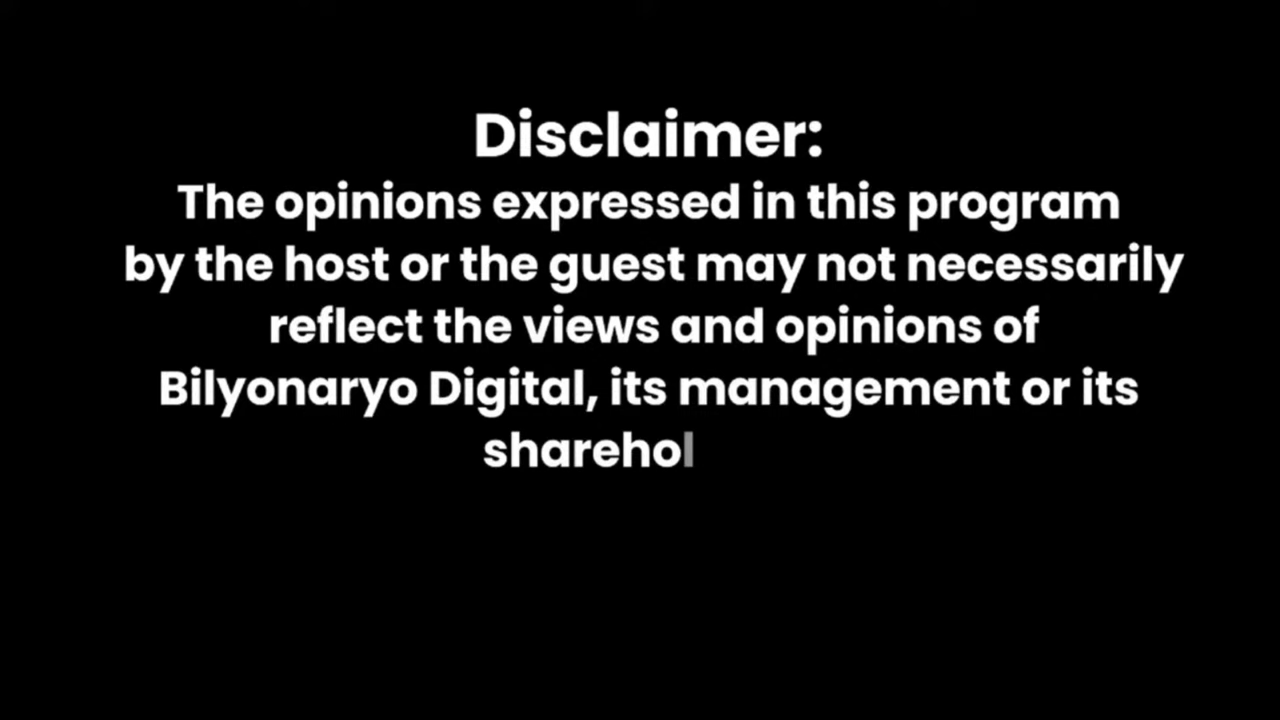 Disclaimer:
The opinions expressed in this program
by the host or the guest may not necessarily
reflect the views and opinions of
Bilyonaryo Digital, its management or its
sharehol